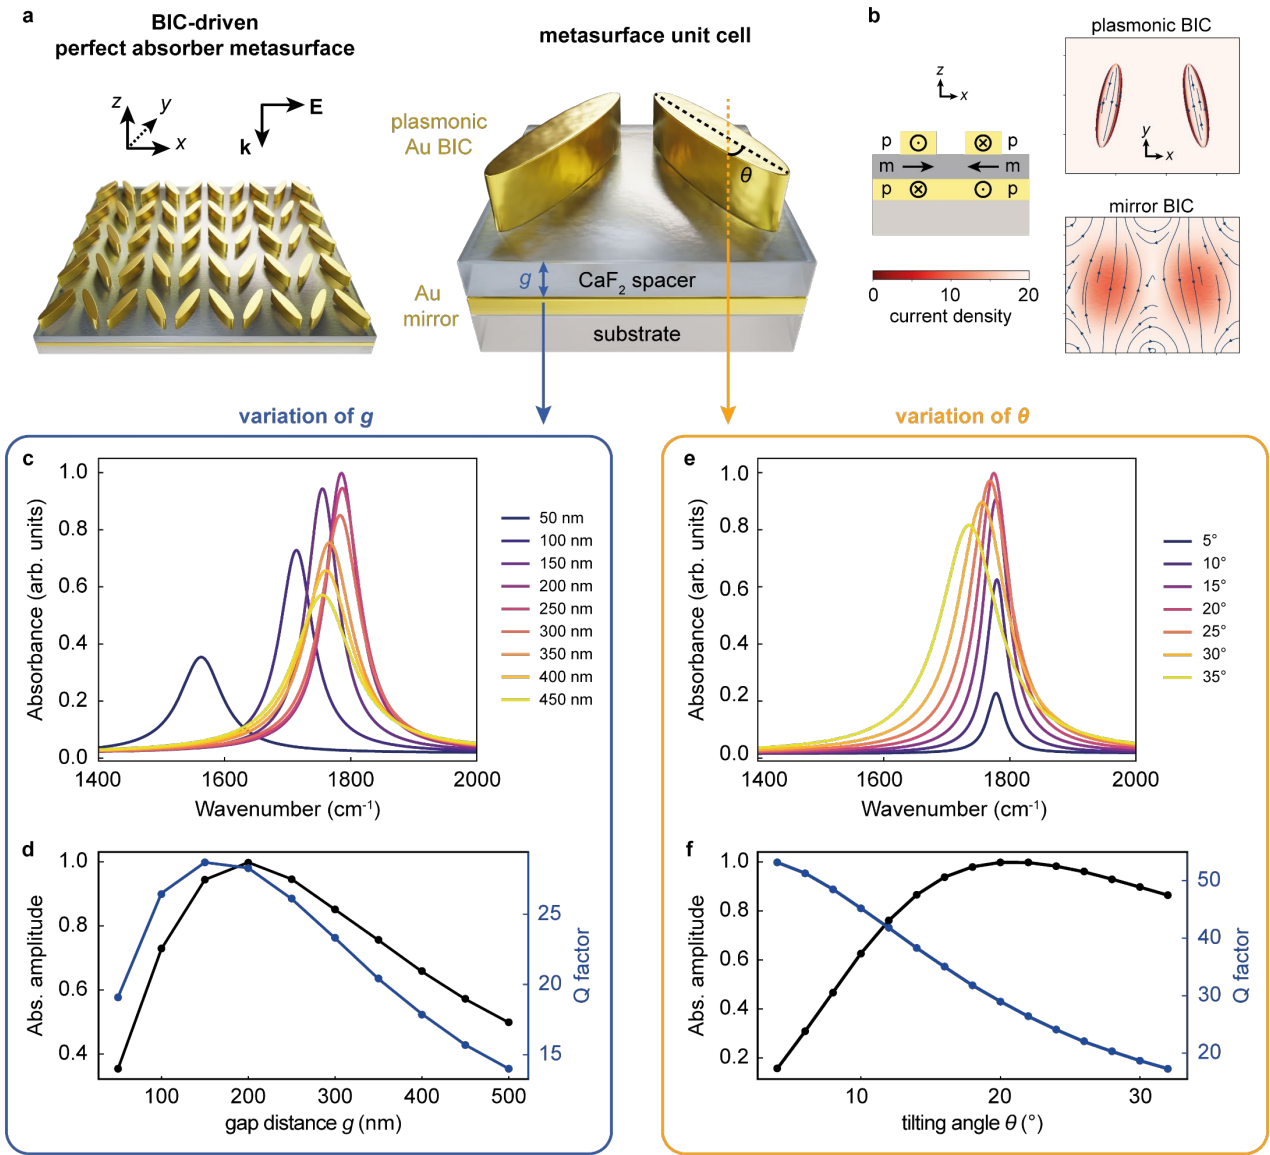 a
BIC-driven
perfect absorber metasurface
z
y
x
E
k
metasurface unit cell
plasmonic
Au BIC
θ
g
CaF2 spacer
Au
mirror
substrate
b
z
x
p
p
m
p
p
0
10
20
current density
plasmonic BIC
y
x
mirror BIC
variation of g
variation of θ
c
Absorbance (arb. units)
1.0
0.8
0.6
0.4
0.2
0.0
1400
1600
1800
2000
Wavenumber (cm-1)
50 nm
100 nm
150 nm
200 nm
250 nm
300 nm
350 nm
400 nm
450 nm
d
Abs. amplitude
1.0
0.8
0.6
0.4
100
200
300
400
500
gap distance g (nm)
25
20
15
Q factor
e
Absorbance (arb. units)
1.0
0.8
0.6
0.4
0.2
0.0
1400
1600
1800
2000
Wavenumber (cm-1)
5°
10°
15°
20°
25°
30°
35°
f
Abs. amplitude
1.0
0.8
0.6
0.4
0.2
10
20
30
tilting angle θ (°)
50
40
30
20
Q factor